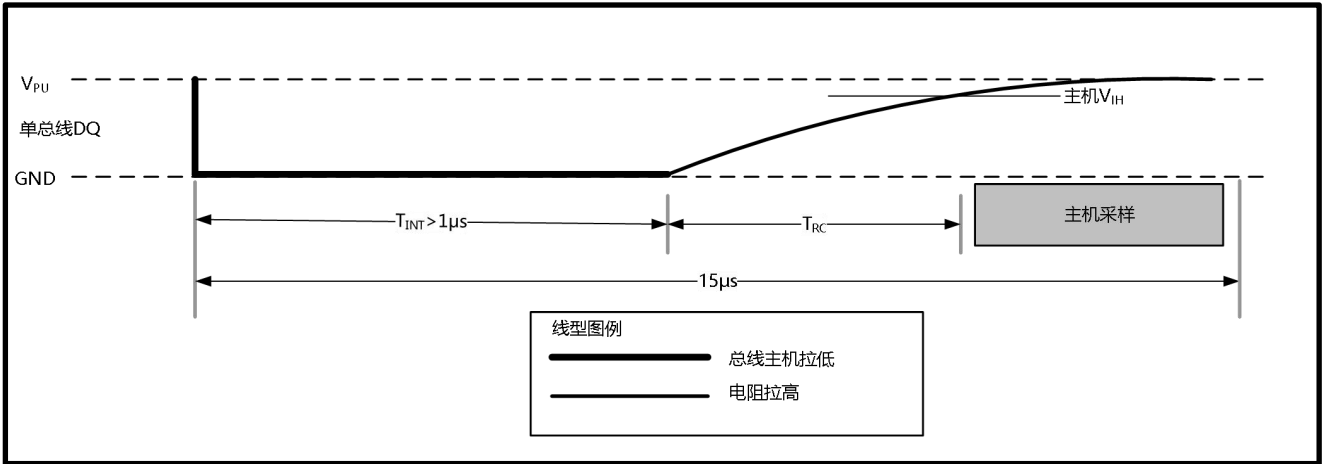 VPU
主机VIH
单总线DQ
GND
TINT>1μs
TRC
主机采样
15μs
线型图例
总线主机拉低
电阻拉高